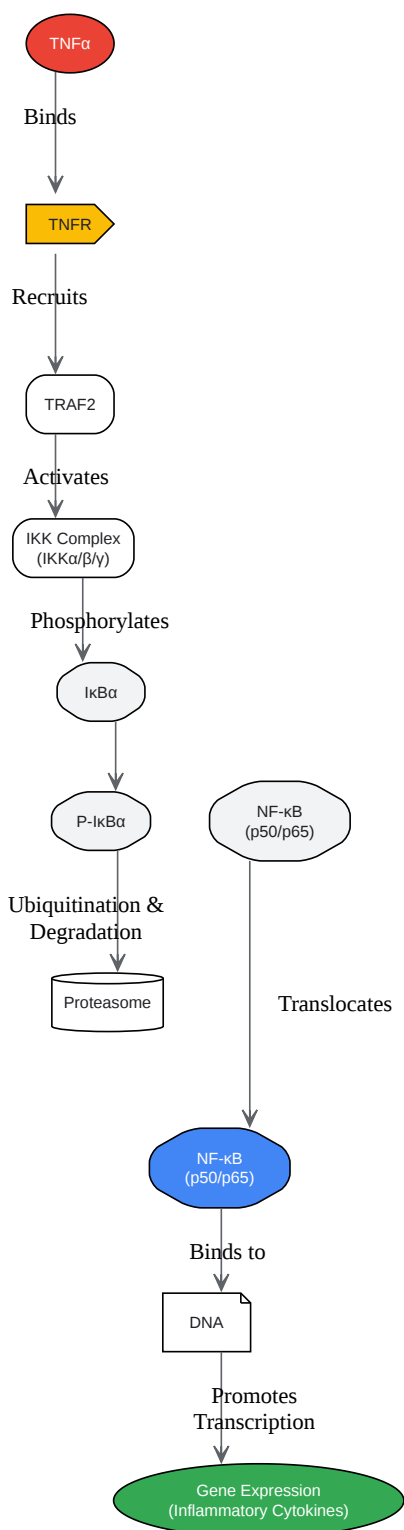 TNFα
Binds
TNFR
Recruits
TRAF2
Activates
IKK Complex
(IKKα/β/γ)
Phosphorylates
IκBα
P-IκBα
NF-κB
(p50/p65)
Ubiquitination &
Degradation
Proteasome
Translocates
NF-κB
(p50/p65)
Binds to
DNA
Promotes
Transcription
Gene Expression
(Inflammatory Cytokines)